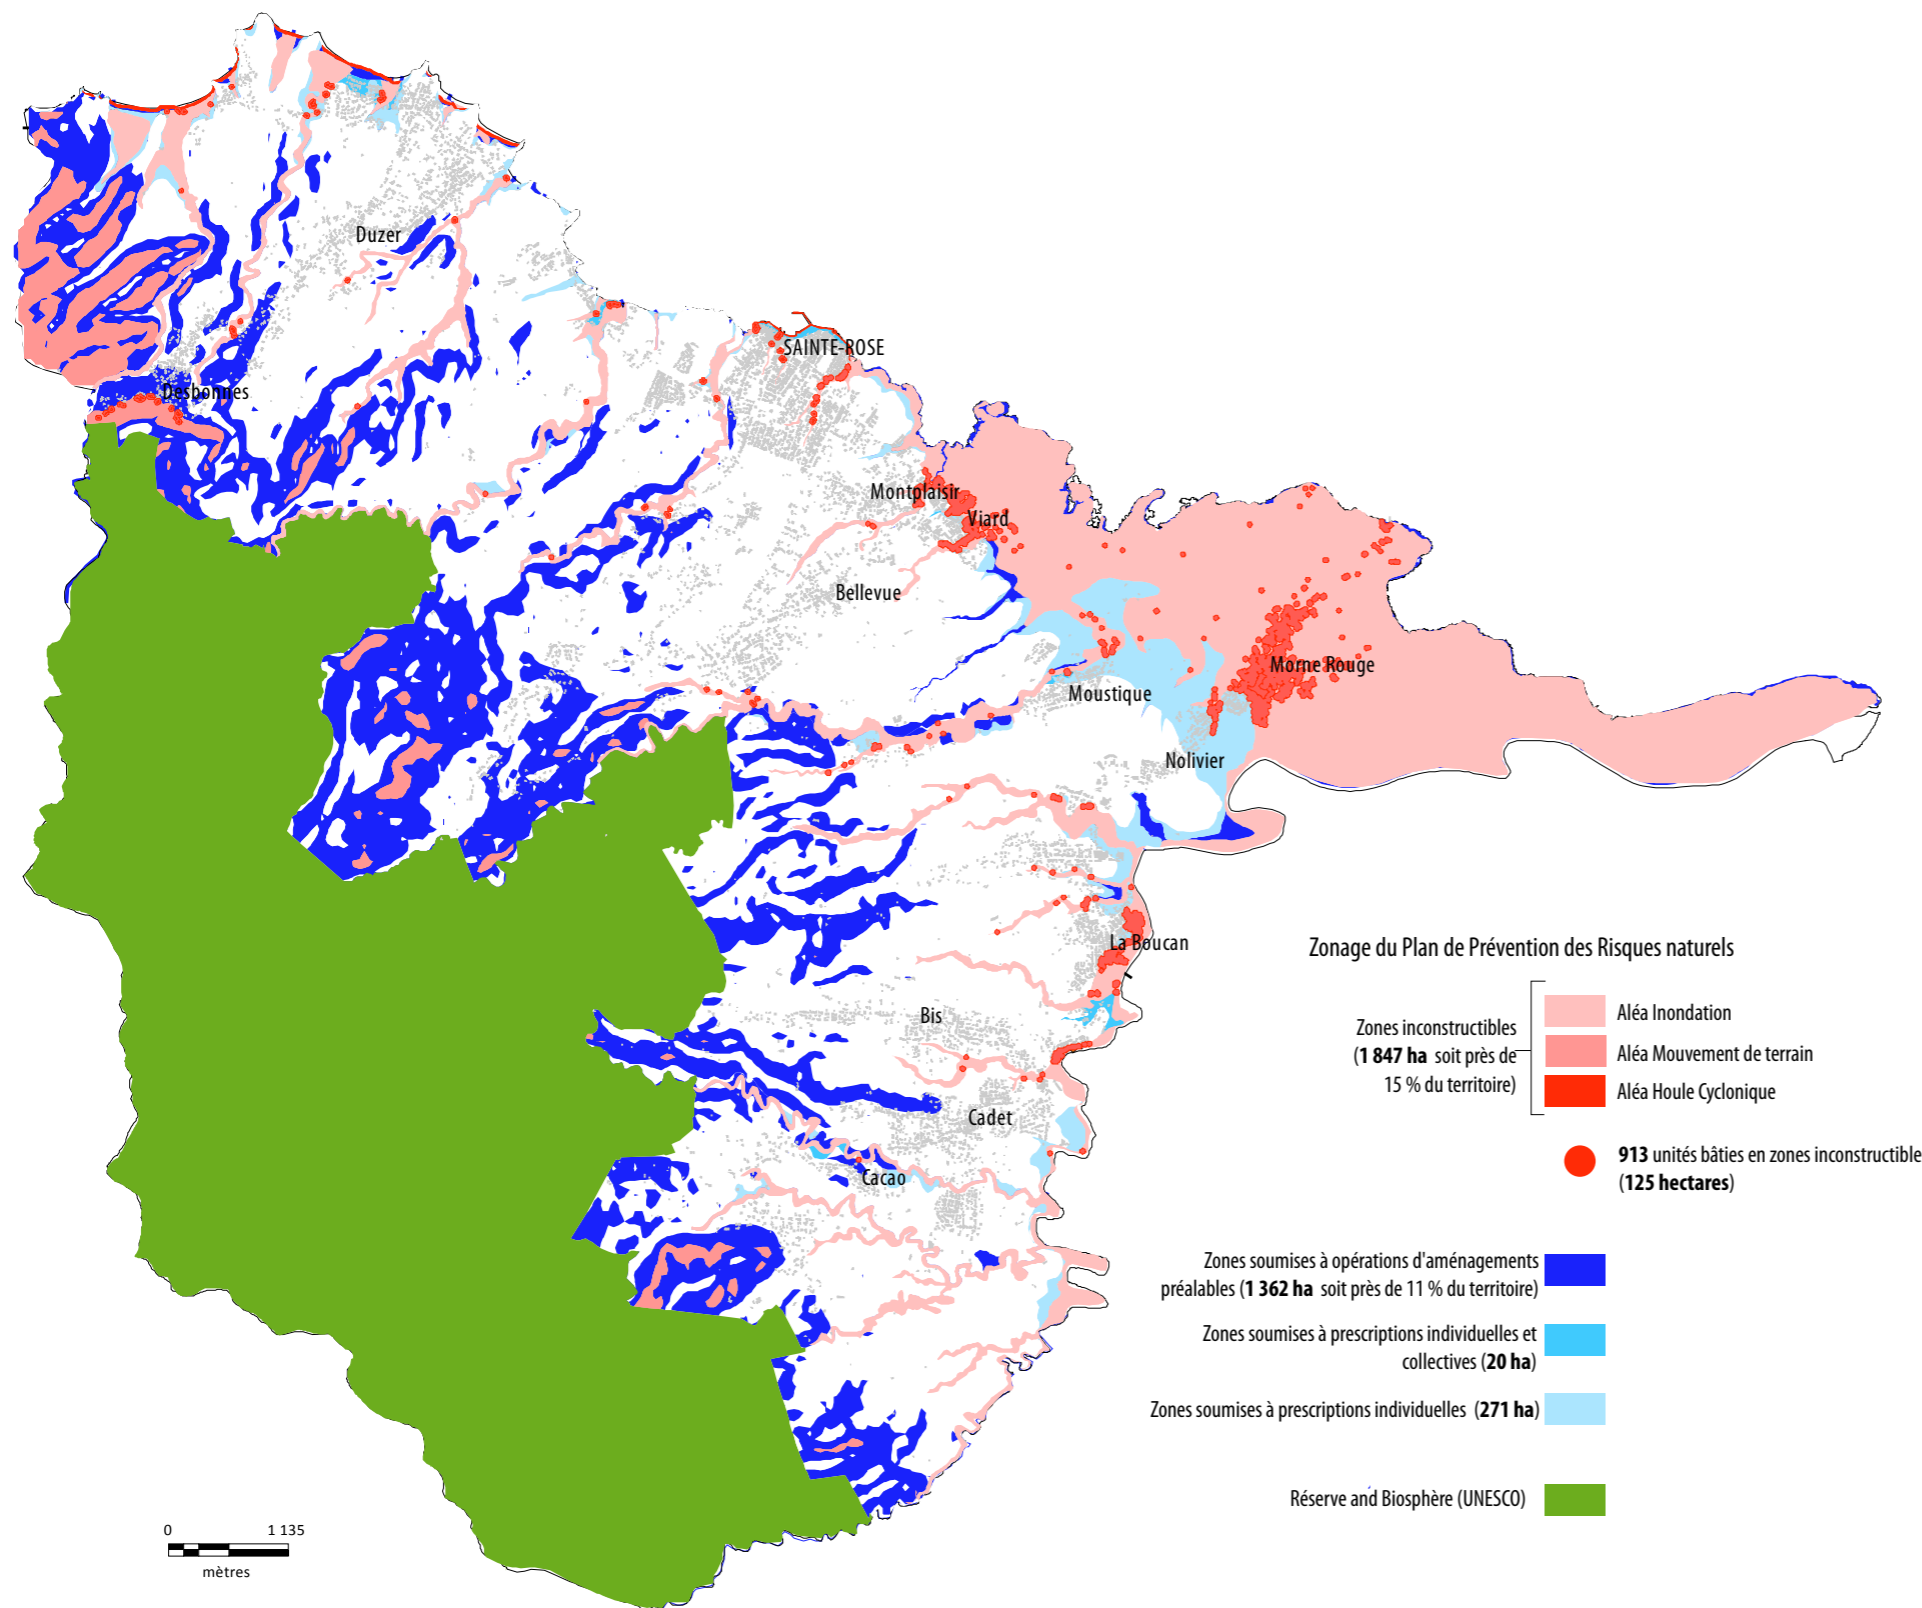 Duzer
SAINTE-ROSE
Desbonnes
Montplaisir
Viard
Bellevue
Morne Rouge
Moustique
Nolivier
La Boucan
Bis
Cadet
Cacao
Zonage du Plan de Prévention des Risques naturels
Zones inconstructibles
(1 847 ha soit près de
15 % du territoire)
Aléa Inondation
Aléa Mouvement de terrain
Aléa Houle Cyclonique
913 unités bâties en zones inconstructible
(125 hectares)
Zones soumises à opérations d'aménagements
préalables (1 362 ha soit près de 11 % du territoire)
Zones soumises à prescriptions individuelles et
collectives (20 ha)
Zones soumises à prescriptions individuelles (271 ha)
Réserve and Biosphère (UNESCO)
0 1 135
mètres